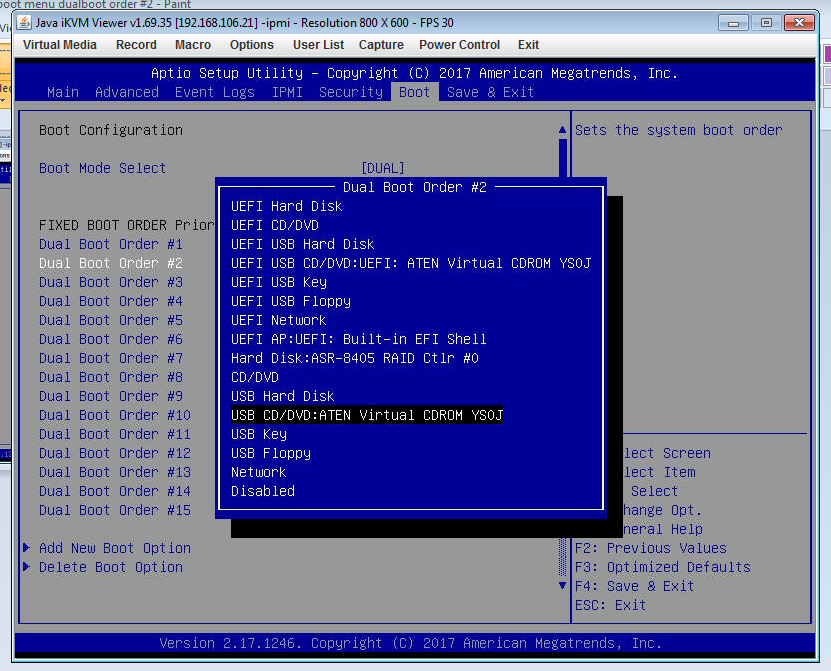 boot menu dualboot order #2 - Paint
Java iKVM Viewer v1.69.35 [192.168.106.21] -ipmi - Resolution 800 X 600 - FPS 30
Virtual Media Record Macro Options User List Capture Power Control Exit
Aptio Setup Utility – Copyright (C) 2017 American Megatrends, Inc.
Main Advanced Event Logs IPMI Security Boot Save & Exit
Boot Configuration
Sets the system boot order
Boot Mode Select [DUAL]
FIXED BOOT ORDER Prior
Dual Boot Order #1
Dual Boot Order #2
Dual Boot Order #3
Dual Boot Order #4
Dual Boot Order #5
Dual Boot Order #6
Dual Boot Order #7
Dual Boot Order #8
Dual Boot Order #9
Dual Boot Order #10
Dual Boot Order #11
Dual Boot Order #12
Dual Boot Order #13
Dual Boot Order #14
Dual Boot Order #15
Add New Boot Option
Delete Boot Option
Dual Boot Order #2
UEFI Hard Disk
UEFI CD/DVD
UEFI USB Hard Disk
UEFI USB CD/DVD:UEFI: ATEN Virtual CDROM YS0J
UEFI USB Key
UEFI USB Floppy
UEFI Network
UEFI AP:UEFI: Built-in EFI Shell
Hard Disk:ASR-8405 RAID Ctlr #0
CD/DVD
USB Hard Disk
USB CD/DVD:ATEN Virtual CDROM YS0J
USB Key
USB Floppy
Network
Disabled
lect Screen
lect Item
Select
hange Opt.
neral Help
F2: Previous Values
F3: Optimized Defaults
F4: Save & Exit
ESC: Exit
Version 2.17.1246. Copyright (C) 2017 American Megatrends, Inc.